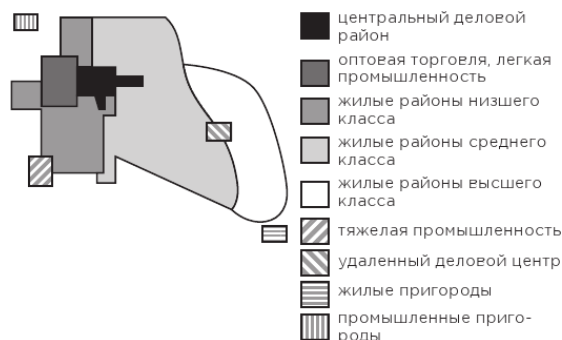 центральный деловой
район
оптовая торговля, легкая
промышленность
жилые районы низшего
класса
жилые районы среднего
класса
жилые районы высшего
класса
тяжелая промышленность
удаленный деловой центр
жилые пригороды
промышленные приго-
роды